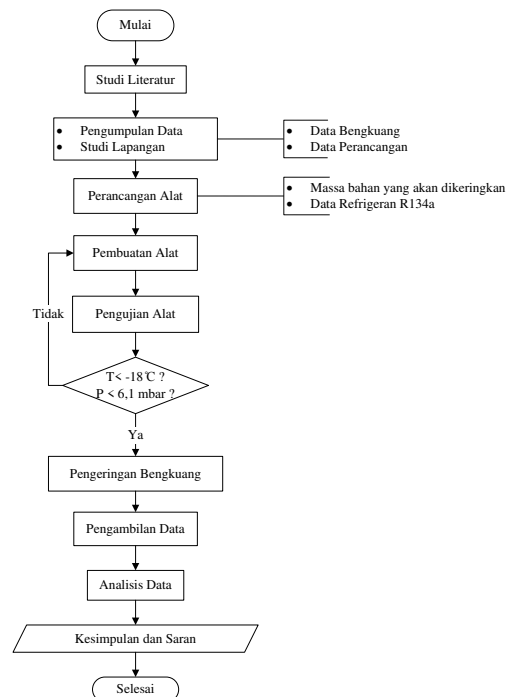 Mulai
Studi Literatur
• Pengumpulan Data
• Studi Lapangan
• Data Bengkuang
• Data Perancangan
Perancangan Alat
• Massa bahan yang akan dikeringkan
• Data Refrigeran R134a
Pembuatan Alat
Tidak
Pengujian Alat
T< -18℃ ?
P < 6,1 mbar ?
Ya
Pengeringan Bengkuang
Pengambilan Data
Analisis Data
Kesimpulan dan Saran
Selesai